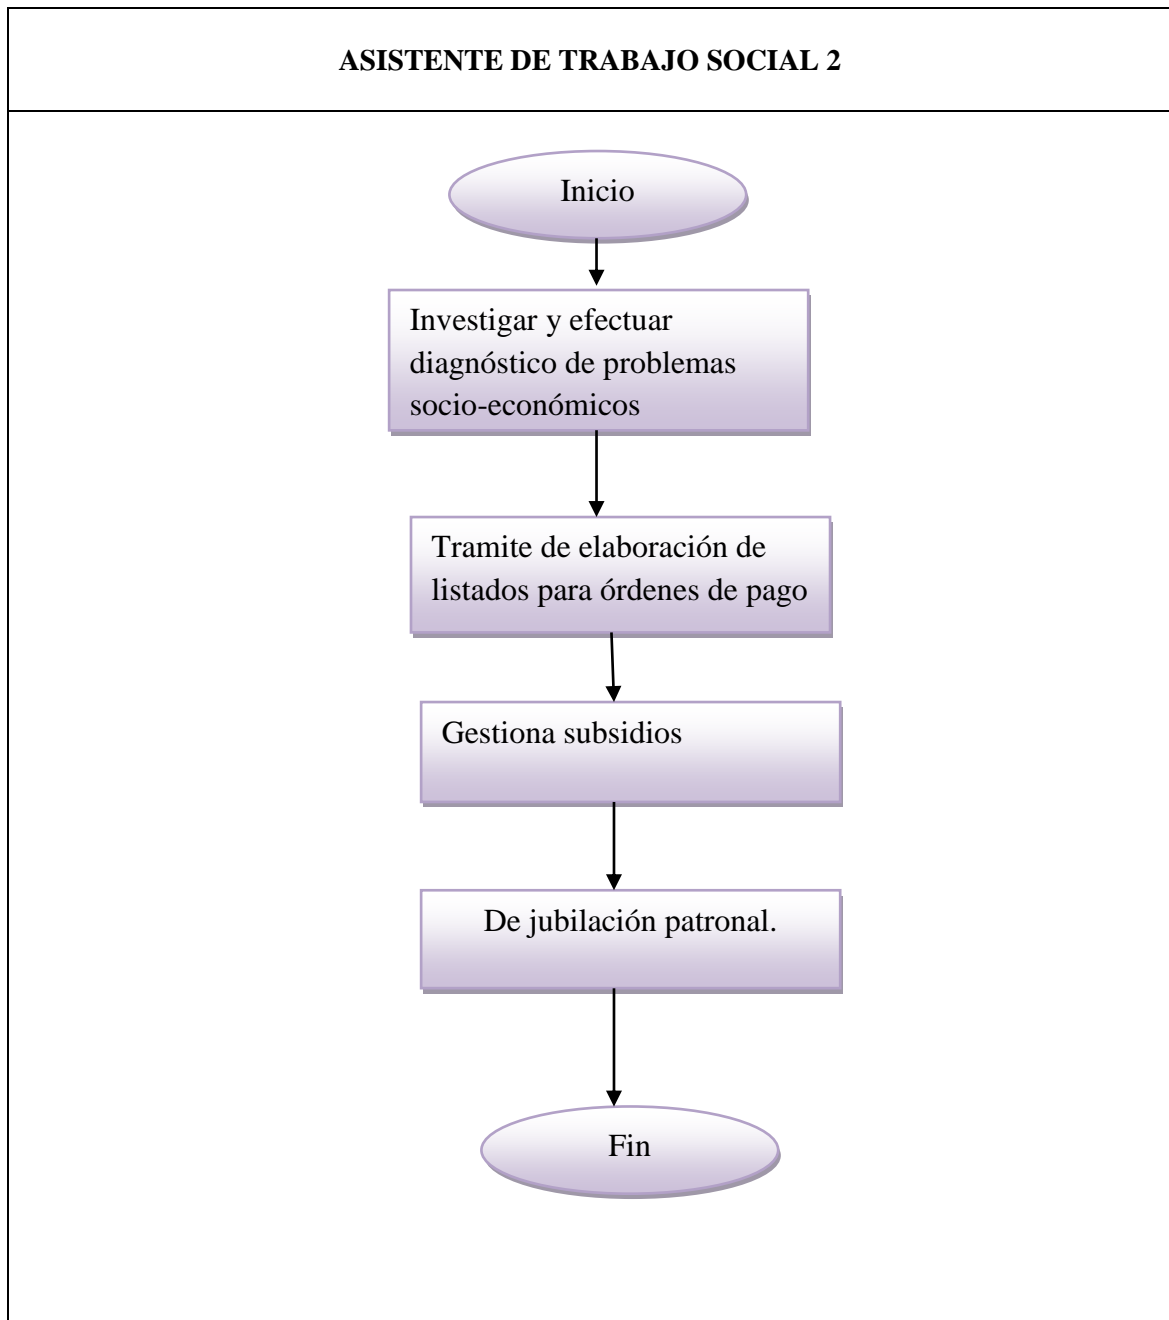 ASISTENTE DE TRABAJO SOCIAL 2
Inicio
Investigar y efectuar
diagnóstico de problemas
socio-económicos
Tramite de elaboración de
listados para órdenes de pago
Gestiona subsidios
De jubilación patronal.
Fin